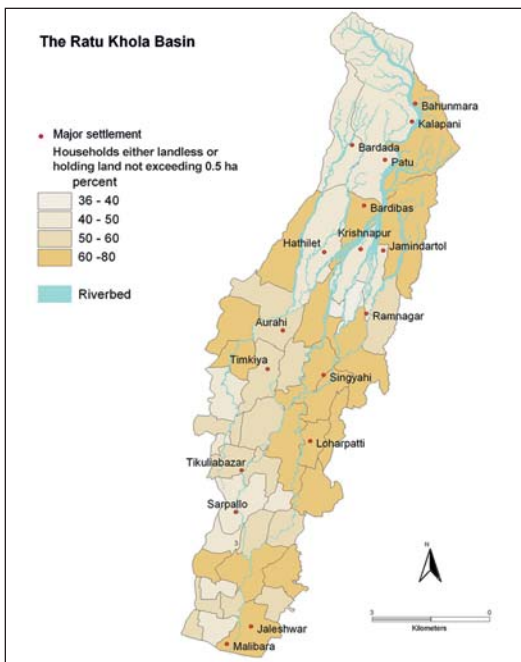 The Ratu Khola Basin
Major settlement
Households either landless or
holding land not exceeding 0.5 ha
percent
36 - 40
40 - 50
50 - 60
60 -80
Riverbed
Bahunmara
Kalapani
Bardada
Patu
Bardibas
Krishnapur
Hathilet
Jamindartol
Ramnagar
Aurahi
Timkiya
Singyahi
Loharpatti
Tikuliabazar
Sarpallo
3
N
3
0
Kilometers
Jaleshwar
Malibara